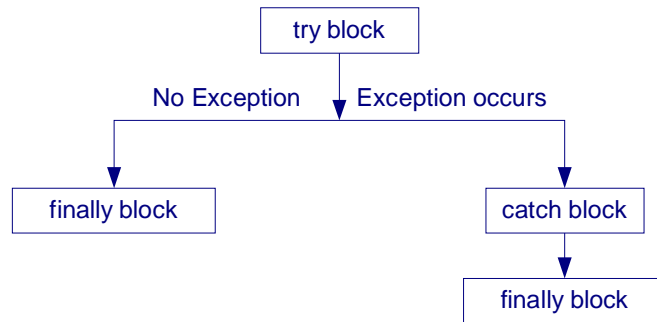 try block
No Exception
Exception occurs
finally block
catch block
finally block